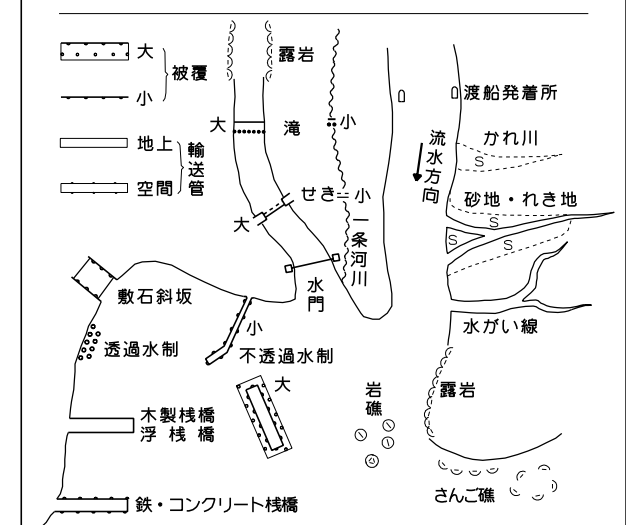 大
小
被覆
地上
空間
輸送管
露岩
大
滝
小
せき
小
大
一条河川
水門
渡船発着所
流水方向
かれ川
S
砂地・れき地
S
S
S
水がい線
敷石斜坂
透過水制
小
不透過水制
大
木製桟橋
浮桟橋
鉄・コンクリート桟橋
岩礁
露岩
さんご礁